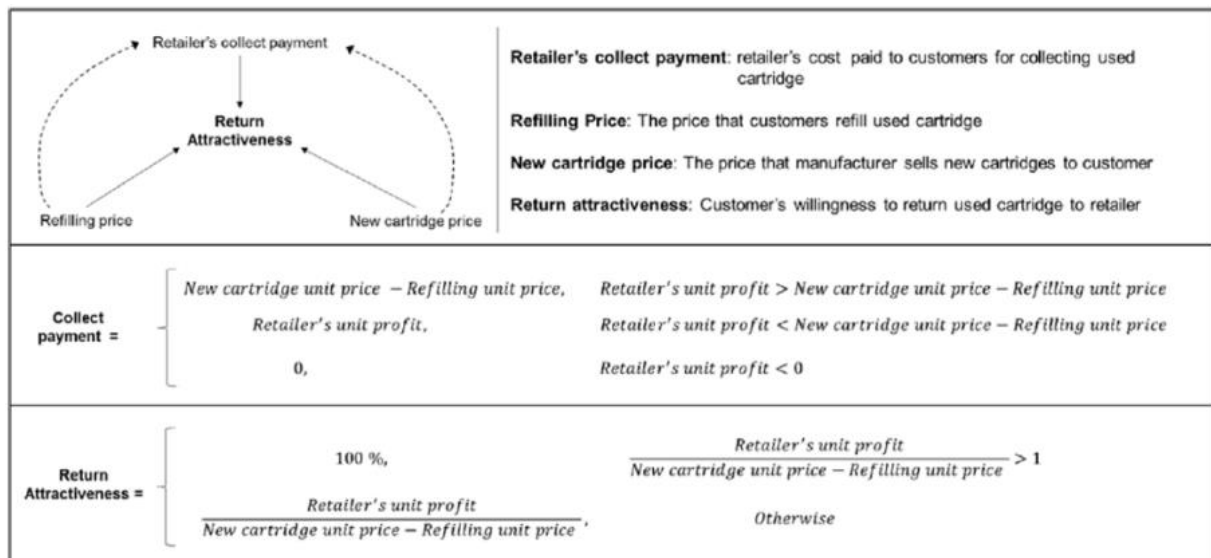 Retailer's collect payment
Return
Attractiveness
Refilling price
New cartridge price
Retailer's collect payment: retailer's cost paid to customers for collecting used
cartridge
Refilling Price: The price that customers refill used cartridge
New cartridge price: The price that manufacturer sells new cartridges to customer
Return attractiveness: Customer's willingness to return used cartridge to retailer
Collect
payment =
New cartridge unit price − Refilling unit price, Retailer's unit profit > New cartridge unit price − Refilling unit price
Retailer's unit profit, Retailer's unit profit < New cartridge unit price − Refilling unit price
0, Retailer's unit profit < 0
Return
Attractiveness =
100 %, Retailer's unit profit / New cartridge unit price − Refilling unit price > 1
Retailer's unit profit / New cartridge unit price − Refilling unit price, Otherwise